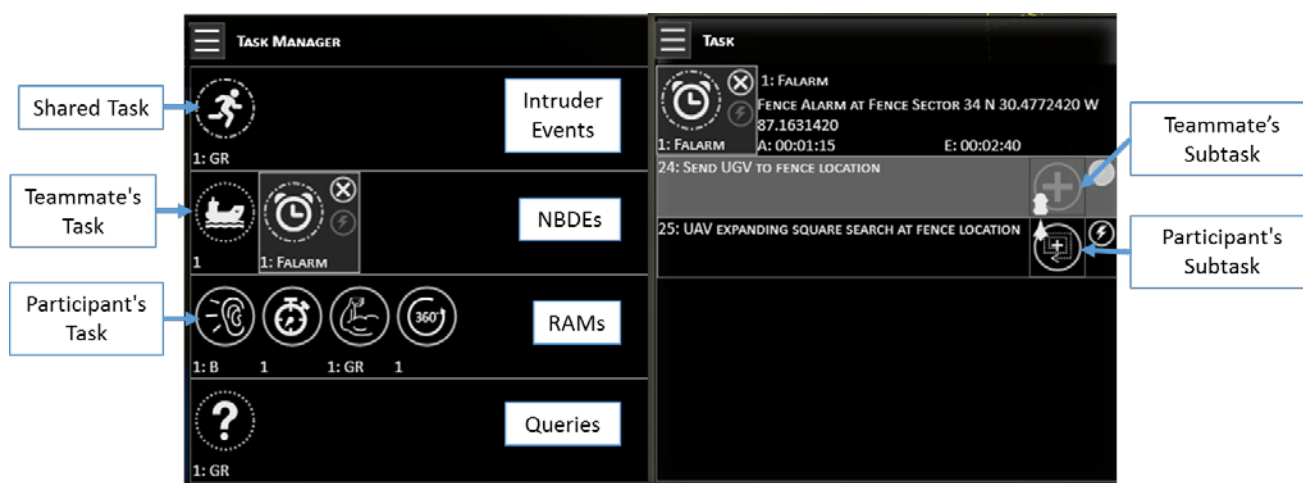 TASK MANAGER
Shared Task
Intruder
Events
1: GR
Teammate's
Task
NBDEs
1
1: FALARM
Participant's
Task
360°
RAMs
1: B
1
1: GR
1
?
Queries
1: GR
TASK
1: FALARM
FENCE ALARM AT FENCE SECTOR 34 N 30.4772420 W
87.1631420
1: FALARM
A: 00:01:15
E: 00:02:40
24: SEND UGV TO FENCE LOCATION
Teammate's
Subtask
25: UAV EXPANDING SQUARE SEARCH AT FENCE LOCATION
Participant's
Subtask